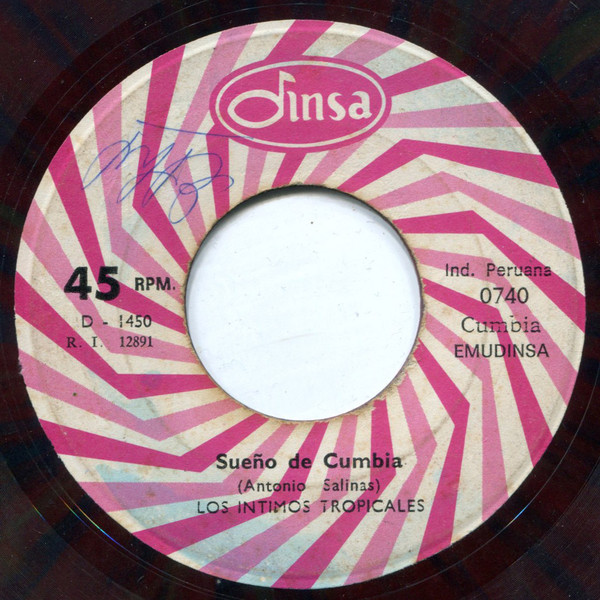 Dinsa
45 RPM.
D - 1450
R. I. 12891
Ind. Peruana
0740
Cumbia
EMUDINSA
Sueño de Cumbia
(Antonio Salinas)
LOS INTIMOS TROPICALES